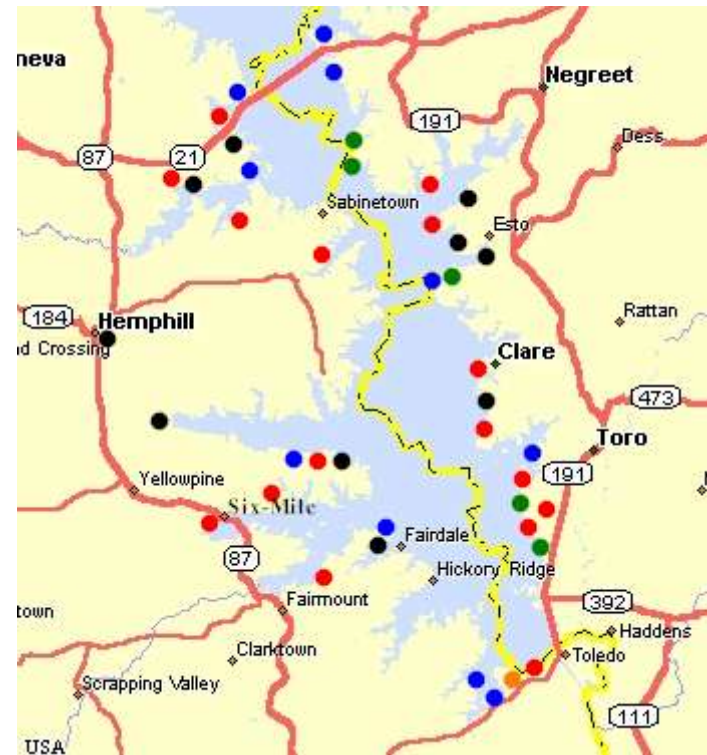 neva
Negreet
191
Dess
87
21
Sabinetown
Esto
184
Hemphill
Rattan
nd Crossing
Clare
473
Toro
191
Yellowpine
Six-Mile
87
Fairdale
Hickory Ridge
Fairmount
392
town
Haddens
Clarktown
Toledo
Scrapping Valley
111
USA